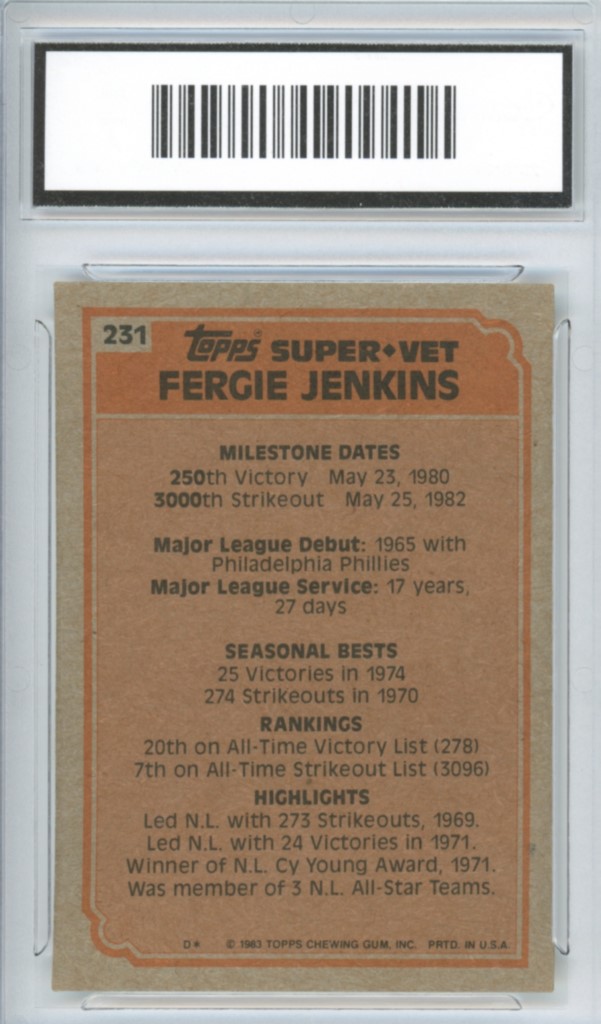 231
Topps® SUPER◆VET
FERGIE JENKINS
MILESTONE DATES
250th Victory May 23, 1980
3000th Strikeout May 25, 1982
Major League Debut: 1965 with
Philadelphia Phillies
Major League Service: 17 years,
27 days
SEASONAL BESTS
25 Victories in 1974
274 Strikeouts in 1970
RANKINGS
20th on All-Time Victory List (278)
7th on All-Time Strikeout List (3096)
HIGHLIGHTS
Led N.L. with 273 Strikeouts, 1969.
Led N.L. with 24 Victories in 1971.
Winner of N.L. Cy Young Award, 1971.
Was member of 3 N.L. All-Star Teams.
D* © 1983 TOPPS CHEWING GUM, INC. PRTD. IN U.S.A.